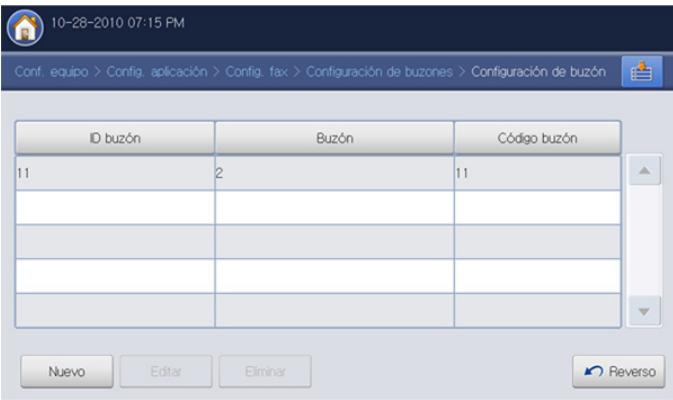 10-28-2010 07:15 PM
Conf. equipo > Config. aplicación > Config. fax > Configuración de buzones > Configuración de buzón
ID buzón Buzón Código buzón
11 2 11
Nuevo Editar Eliminar Reverso